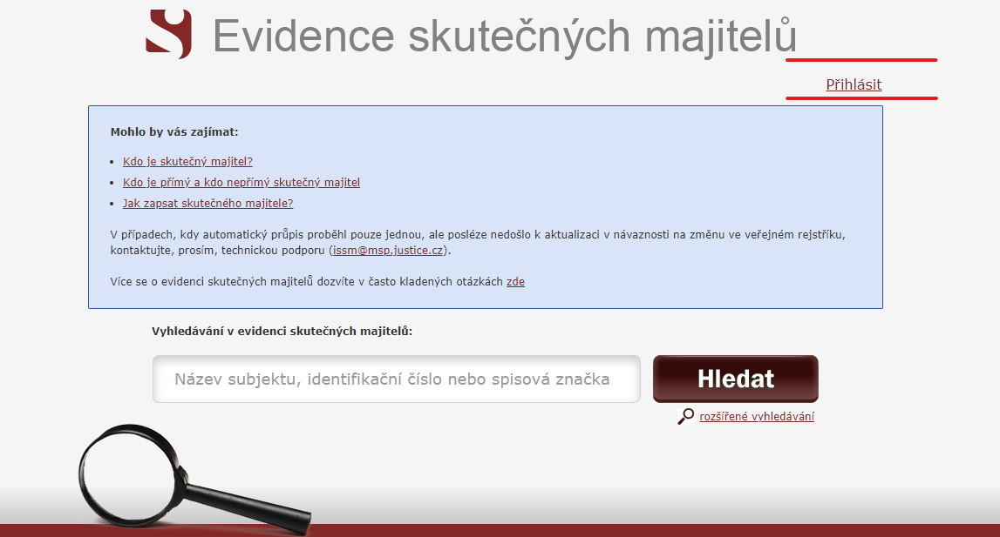 Evidence skutečných majitelů
Přihlásit
Mohlo by vás zajímat:
Kdo je skutečný majitel?
Kdo je přímý a kdo nepřímý skutečný majitel
Jak zapsat skutečného majitele?
V případech, kdy automatický průpis proběhl pouze jednou, ale posléze nedošlo k aktualizaci v návaznosti na změnu ve veřejném rejstříku,
kontaktujte, prosím, technickou podporu (issm@msp.justice.cz).
Více se o evidenci skutečných majitelů dozvíte v často kladených otázkách zde
Vyhledávání v evidenci skutečných majitelů:
Název subjektu, identifikační číslo nebo spisová značka
Hledat
rozšířené vyhledávání